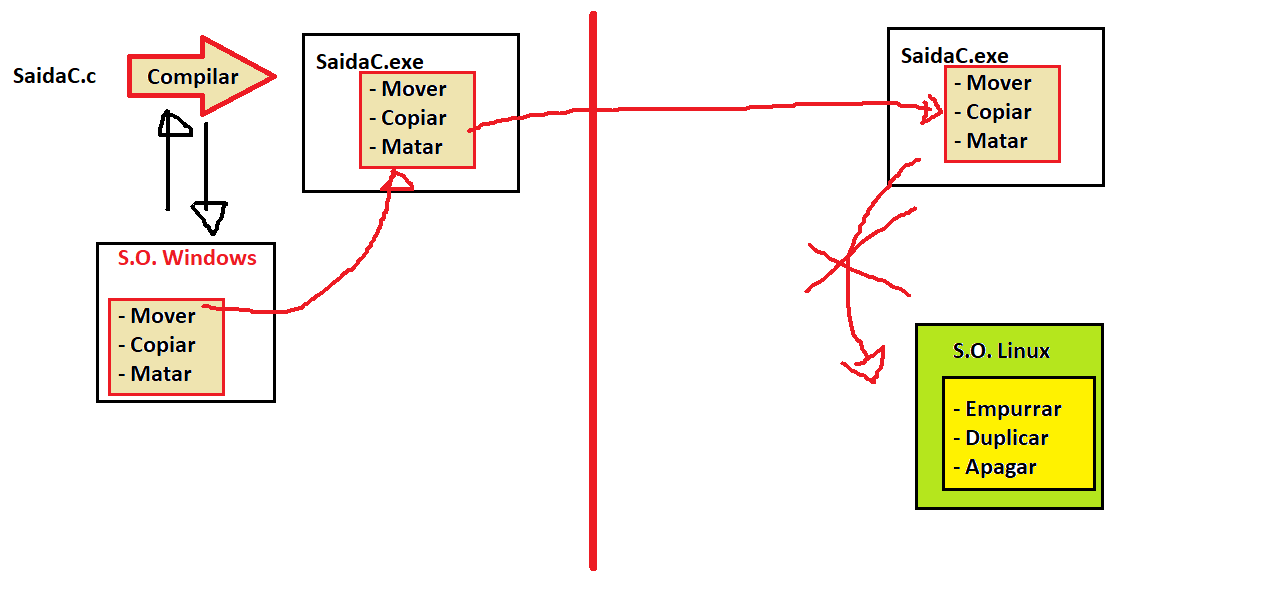 SaidaC.c
Compilar
SaidaC.exe
- Mover
- Copiar
- Matar
S.O. Windows
- Mover
- Copiar
- Matar
SaidaC.exe
- Mover
- Copiar
- Matar
S.O. Linux
- Empurrar
- Duplicar
- Apagar